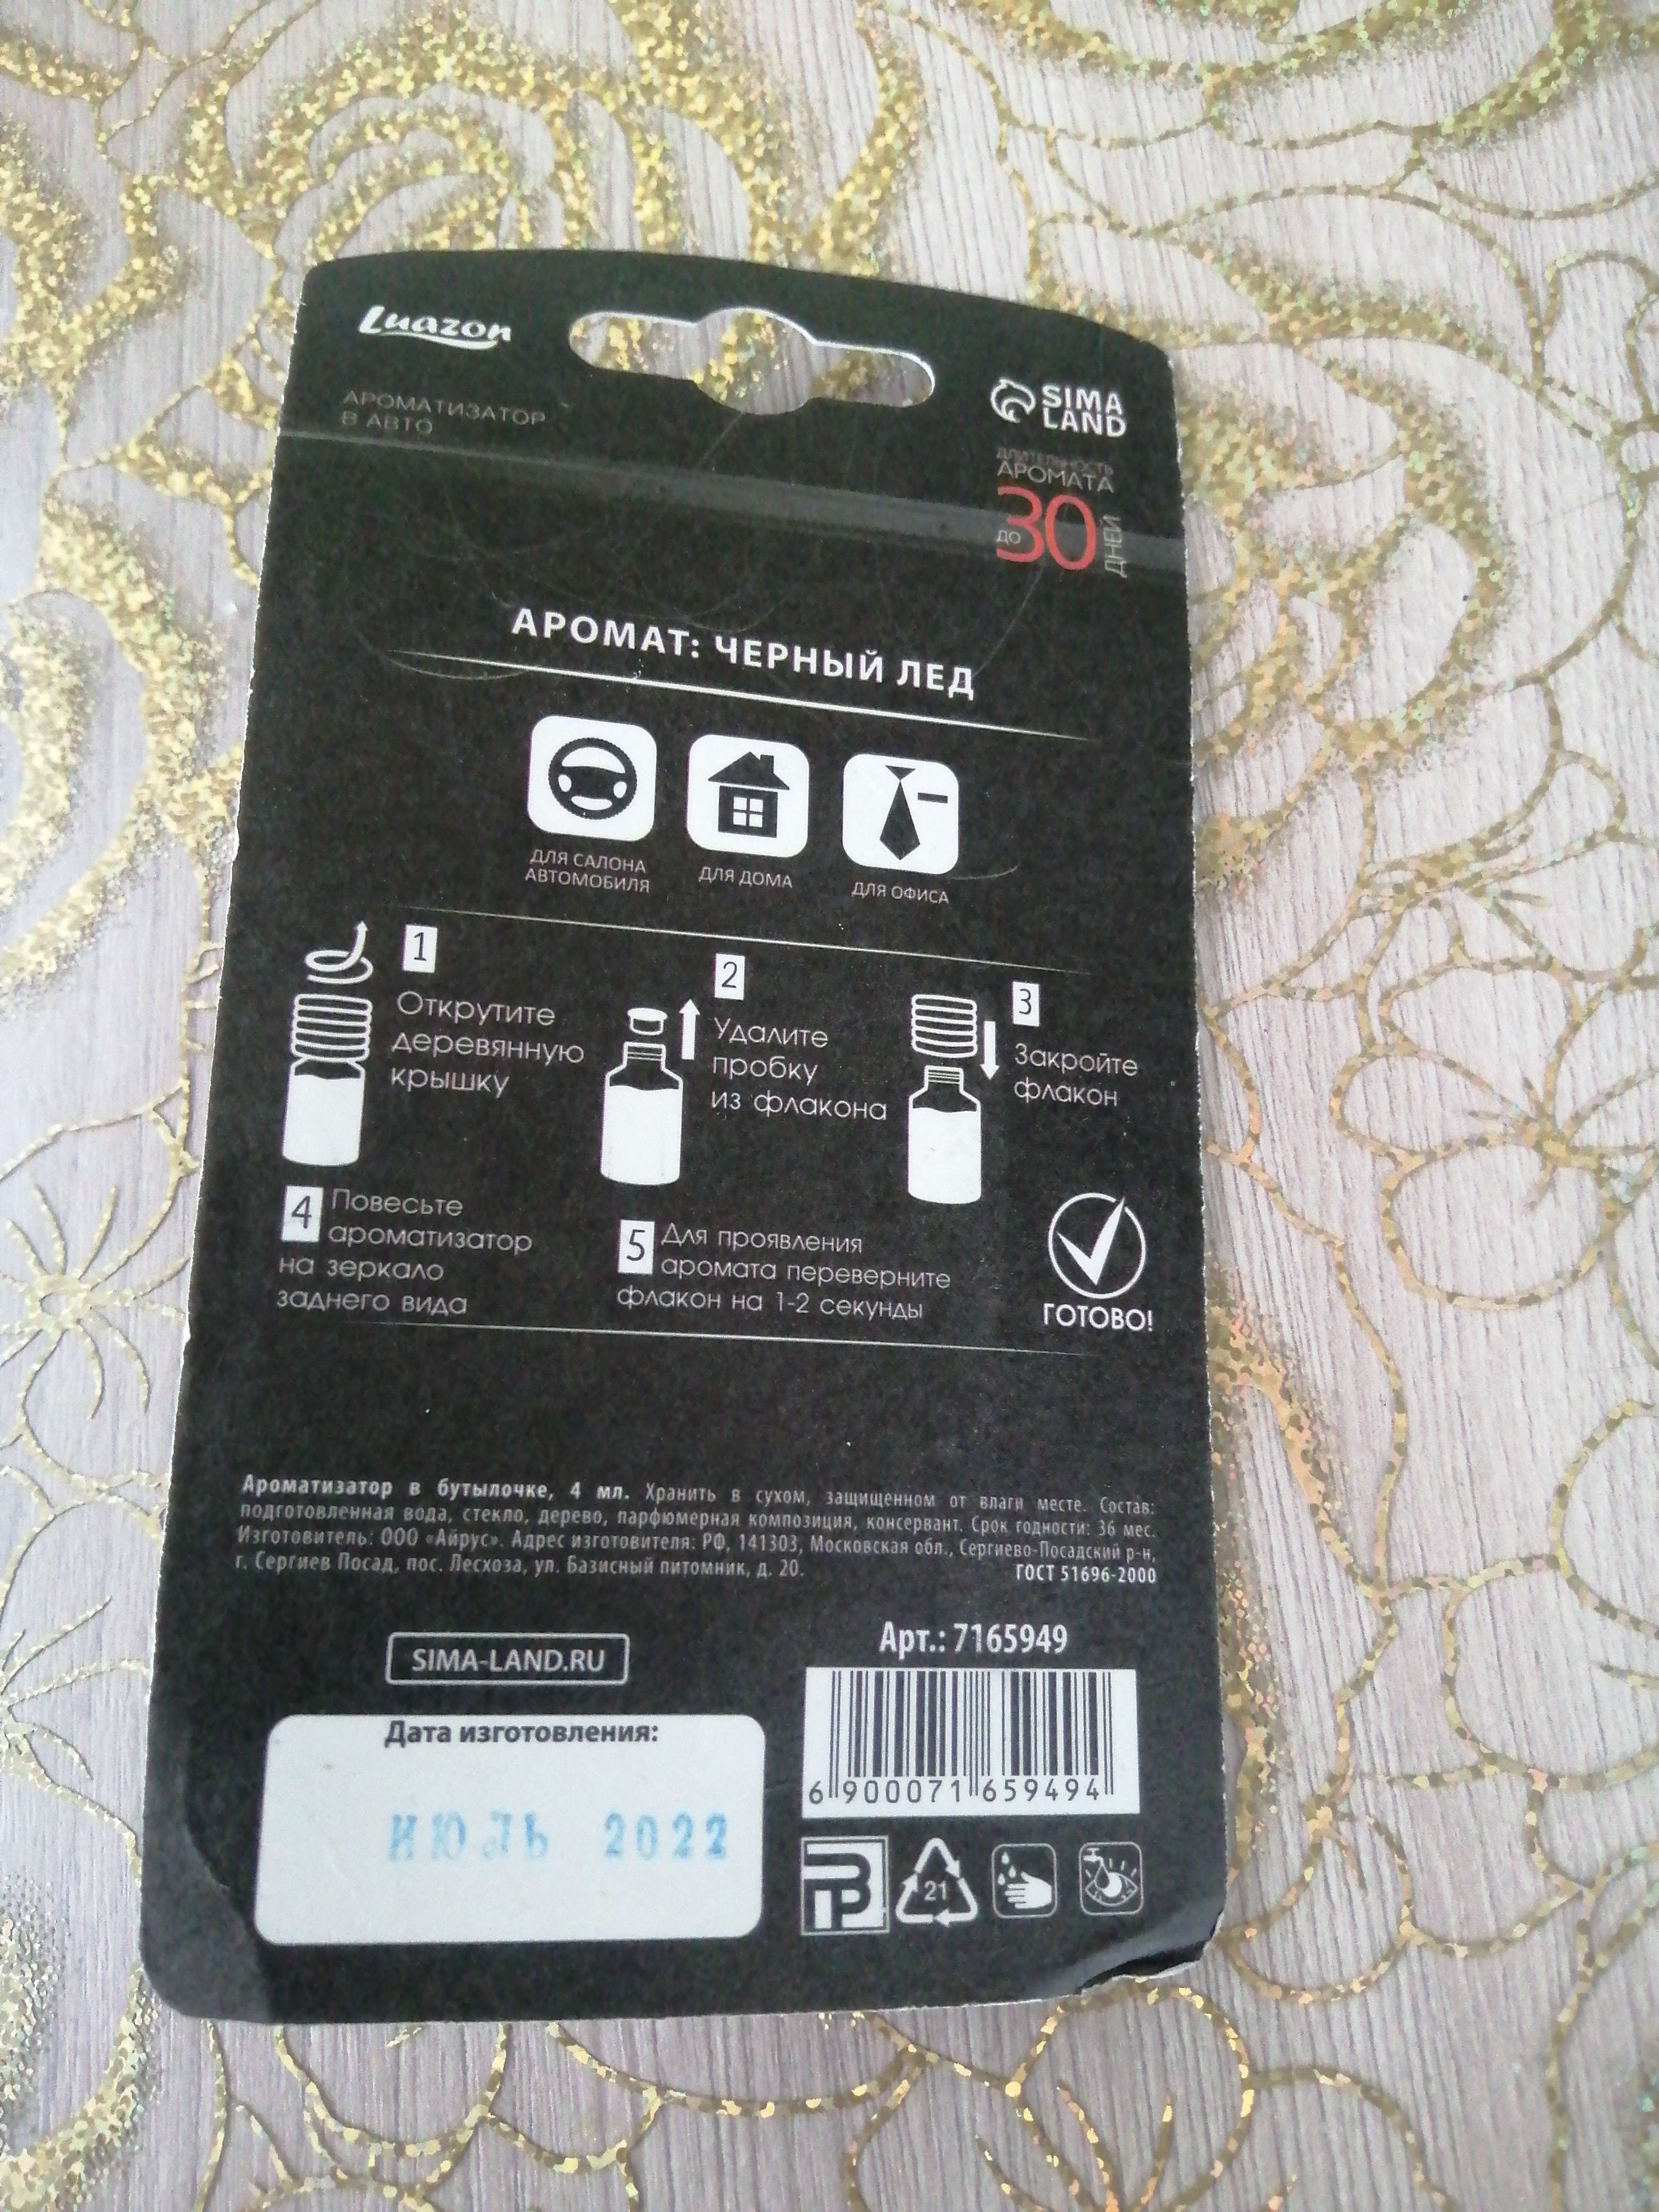 Luazon
АРОМАТИЗАТОР
В АВТО
SIMA
LAND
ДЛИТЕЛЬНОСТЬ
АРОМАТА
ДО 30 ДНЕЙ
АРОМАТ: ЧЕРНЫЙ ЛЕД
ДЛЯ САЛОНА
АВТОМОБИЛЯ
ДЛЯ ДОМА
ДЛЯ ОФИСА
1
Открутите
деревянную
крышку
2
Удалите
пробку
из флакона
3
Закройте
флакон
4 Повесьте
ароматизатор
на зеркало
заднего вида
5 Для проявления
аромата переверните
флакон на 1-2 секунды
ГОТОВО!
Ароматизатор в бутылочке, 4 мл. Хранить в сухом, защищенном от влаги месте. Состав:
подготовленная вода, стекло, дерево, парфюмерная композиция, консервант. Срок годности: 36 мес.
Изготовитель: ООО «Айрус». Адрес изготовителя: РФ, 141303, Московская обл., Сергиево-Посадский р-н,
г. Сергиев Посад, пос. Лесхоза, ул. Базисный питомник, д. 20.
ГОСТ 51696-2000
SIMA-LAND.RU
Арт.: 7165949
6 900071 659494
Дата изготовления:
ИЮЛЬ 2022
21